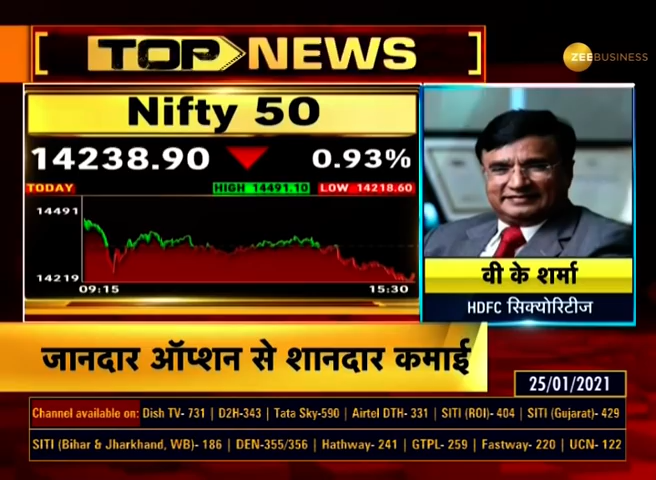 TOP NEWS
ZEEBUSINESS
Nifty 50
14238.90 0.93%
TODAY HIGH 14491.10 LOW 14218.60
14491
14219
09:15 15:30
वी के शर्मा
HDFC सिक्योरिटीज
जानदार ऑप्शन से शानदार कमाई
25/01/2021
Channel available on: Dish TV- 731 | D2H-343 | Tata Sky-590 | Airtel DTH- 331 | SITI (ROI)- 404 | SITI (Gujarat)- 429
SITI (Bihar & Jharkhand, WB)- 186 | DEN-355/356 | Hathway- 241 | GTPL- 259 | Fastway- 220 | UCN- 122